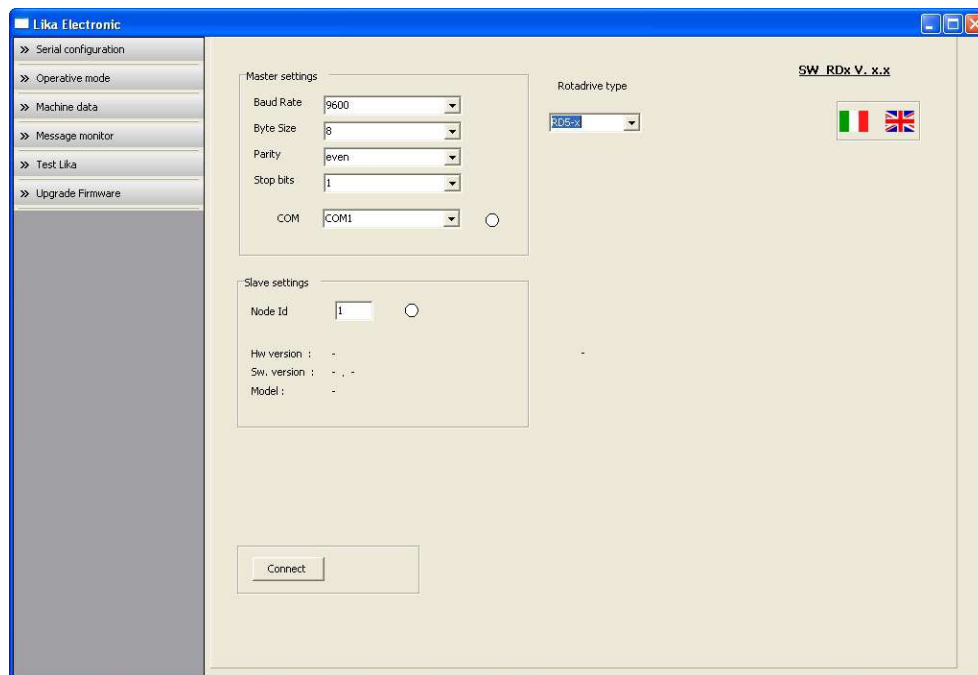 Lika Electronic
» Serial configuration
» Operative mode
» Machine data
» Message monitor
» Test Lika
» Upgrade Firmware
Master settings
Baud Rate 9600
Byte Size 8
Parity even
Stop bits 1
COM COM1
Rotadrive type
RD5-x
SW RDx V. x.x
Slave settings
Node Id 1
Hw version : -
Sw. version : - . -
Model : -
-
Connect